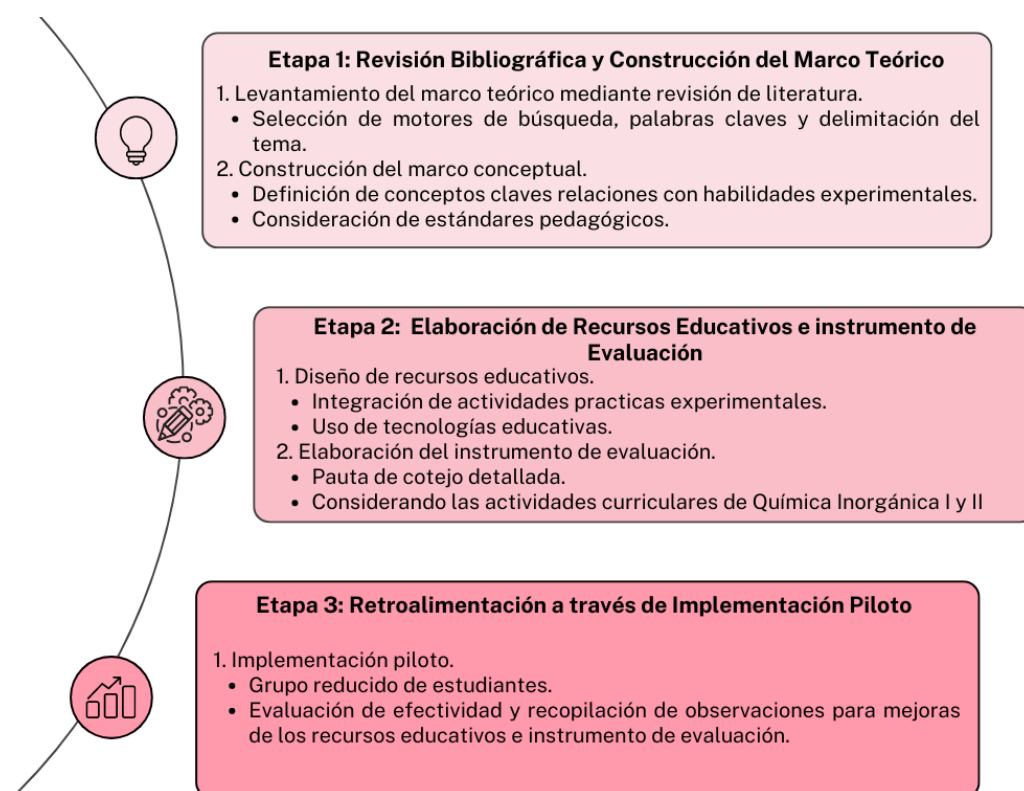 Etapa 1: Revisión Bibliográfica y Construcción del Marco Teórico
1. Levantamiento del marco teórico mediante revisión de literatura.
• Selección de motores de búsqueda, palabras claves y delimitación del
tema.
2. Construcción del marco conceptual.
• Definición de conceptos claves relaciones con habilidades experimentales.
• Consideración de estándares pedagógicos.
Etapa 2: Elaboración de Recursos Educativos e instrumento de
Evaluación
1. Diseño de recursos educativos.
• Integración de actividades practicas experimentales.
• Uso de tecnologías educativas.
2. Elaboración del instrumento de evaluación.
• Pauta de cotejo detallada.
• Considerando las actividades curriculares de Química Inorgánica I y II
Etapa 3: Retroalimentación a través de Implementación Piloto
1. Implementación piloto.
• Grupo reducido de estudiantes.
• Evaluación de efectividad y recopilación de observaciones para mejoras
de los recursos educativos e instrumento de evaluación.